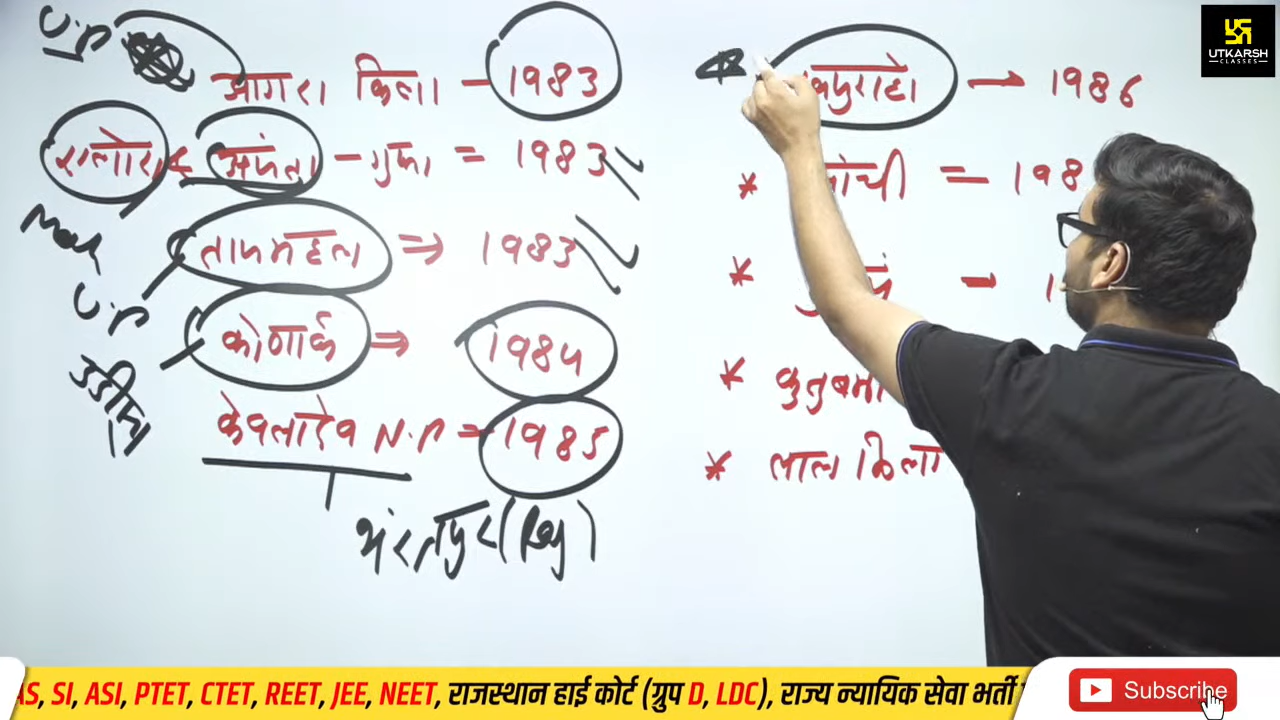 U.P
आगरा किला - 1983
एलोरा अजंता - गुफा = 1983
Mah
ताजमहल ⇒ 1983
U.P
कोणार्क ⇒ 1984
उड़ीसा
केवलादेव N.P = 1985
भरतपुर (Raj)
खजुराहो → 1986
* 198
* -
* कुतुबमी
* लाल किला
UTKARSH
CLASSES
AS, SI, ASI, PTET, CTET, REET, JEE, NEET, राजस्थान हाई कोर्ट (ग्रुप D, LDC), राज्य न्यायिक सेवा भर्ती
Subscribe